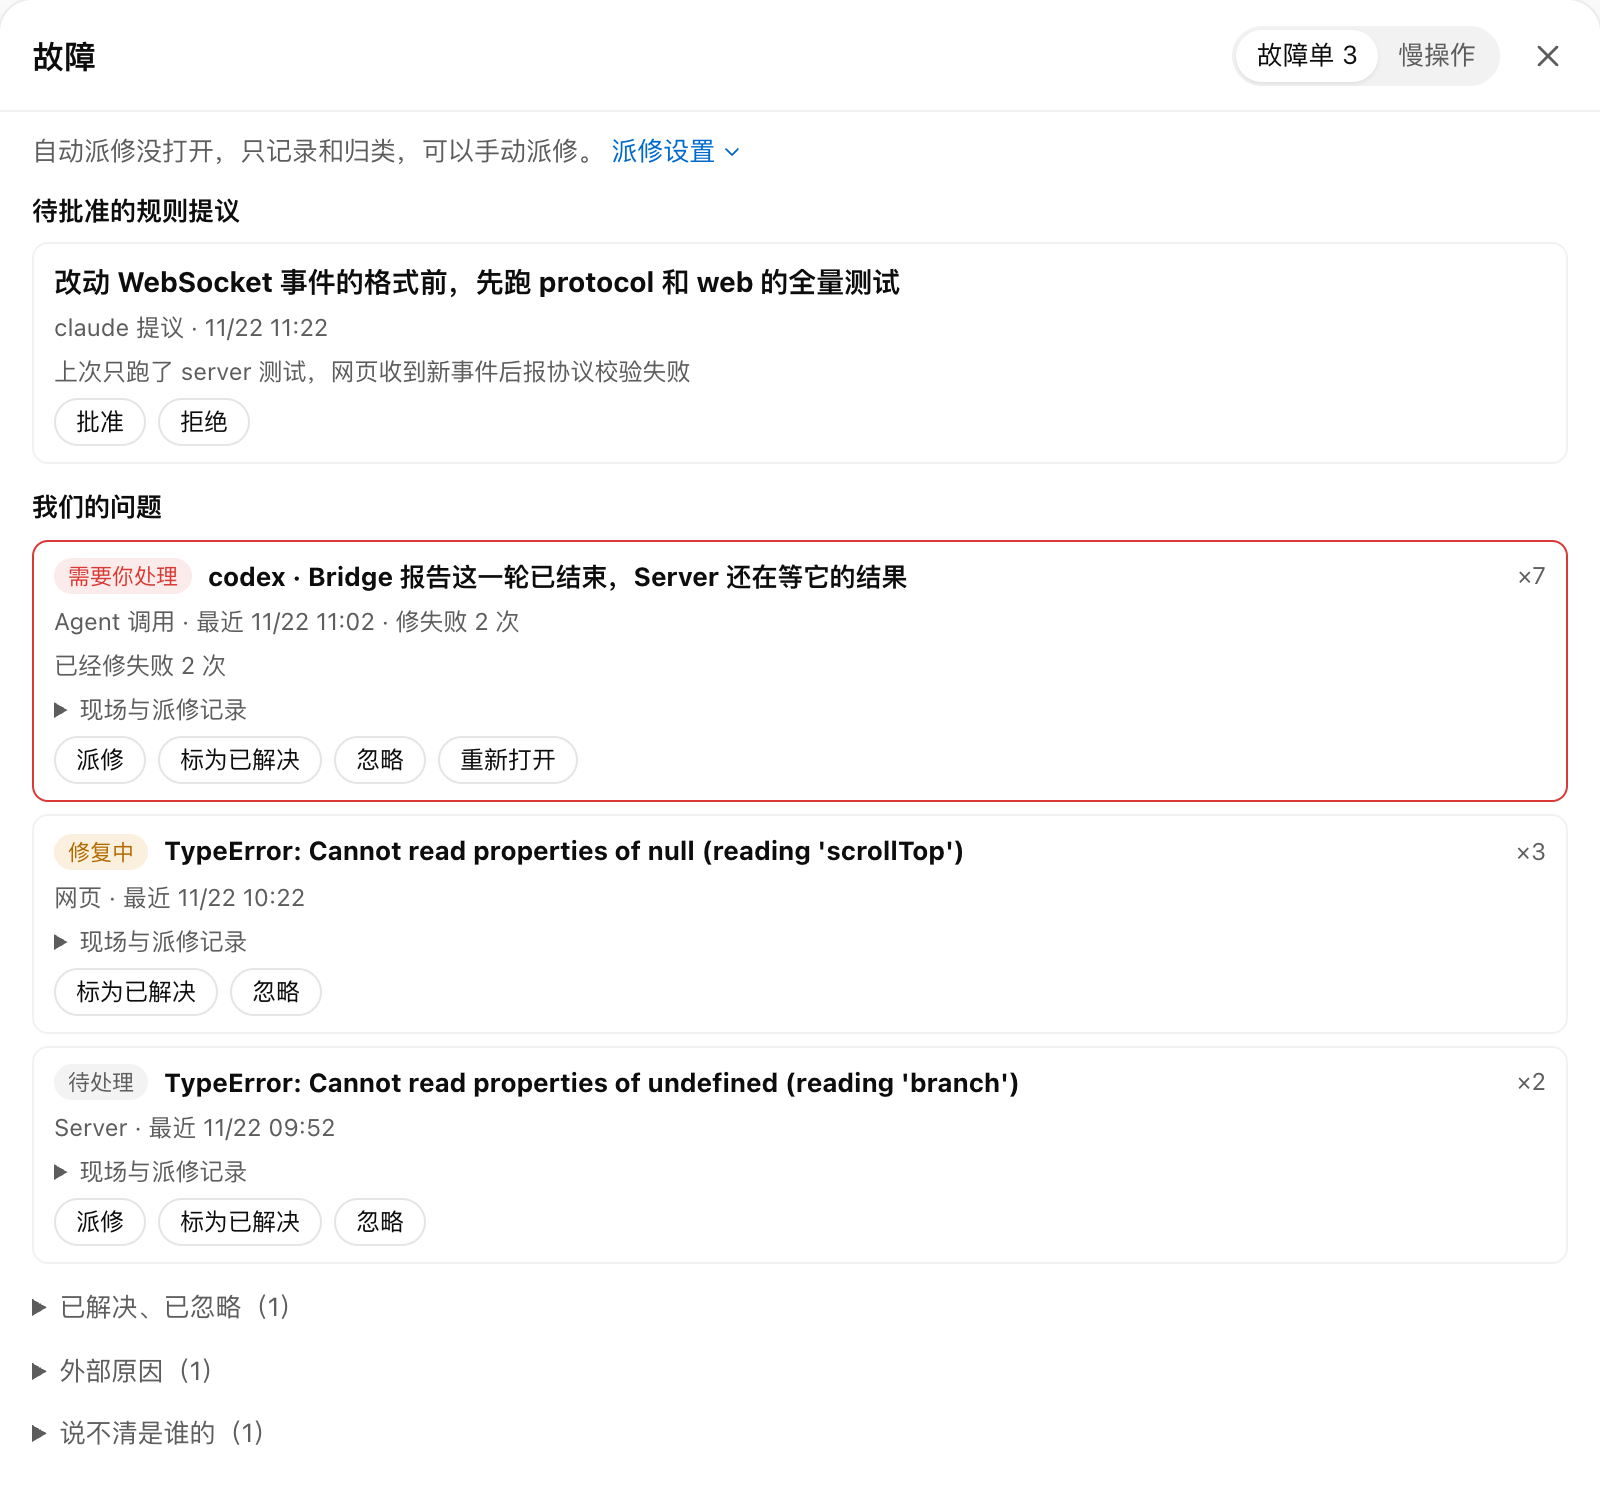 故障
故障单 3
慢操作
自动派修没打开，只记录和归类，可以手动派修。 派修设置
待批准的规则提议
改动 WebSocket 事件的格式前，先跑 protocol 和 web 的全量测试
claude 提议 · 11/22 11:22
上次只跑了 server 测试，网页收到新事件后报协议校验失败
批准 拒绝
我们的问题
需要你处理 codex · Bridge 报告这一轮已结束，Server 还在等它的结果 ×7
Agent 调用 · 最近 11/22 11:02 · 修失败 2 次
已经修失败 2 次
▶ 现场与派修记录
派修 标为已解决 忽略 重新打开
修复中 TypeError: Cannot read properties of null (reading 'scrollTop') ×3
网页 · 最近 11/22 10:22
▶ 现场与派修记录
标为已解决 忽略
待处理 TypeError: Cannot read properties of undefined (reading 'branch') ×2
Server · 最近 11/22 09:52
▶ 现场与派修记录
派修 标为已解决 忽略
▶ 已解决、已忽略（1）
▶ 外部原因（1）
▶ 说不清是谁的（1）